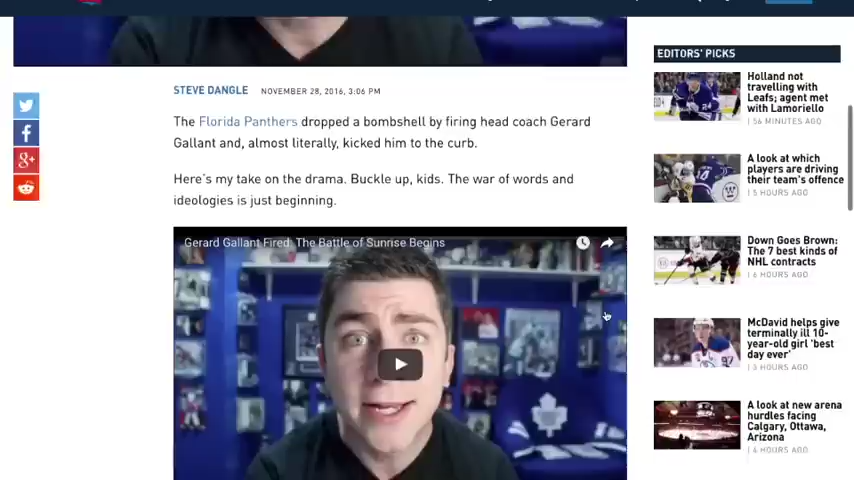 EDITORS' PICKS
STEVE DANGLE NOVEMBER 28, 2016, 3:06 PM
The Florida Panthers dropped a bombshell by firing head coach Gerard
Gallant and, almost literally, kicked him to the curb.
Here's my take on the drama. Buckle up, kids. The war of words and
ideologies is just beginning.
Gerard Gallant Fired: The Battle of Sunrise Begins
Holland not
travelling with
Leafs; agent met
with Lamoriello
| 56 MINUTES AGO
A look at which
players are driving
their team's offence
| 5 HOURS AGO
Down Goes Brown:
The 7 best kinds of
NHL contracts
| 6 HOURS AGO
McDavid helps give
terminally ill 10-
year-old girl 'best
day ever'
| 3 HOURS AGO
A look at new arena
hurdles facing
Calgary, Ottawa,
Arizona
| 4 HOURS AGO